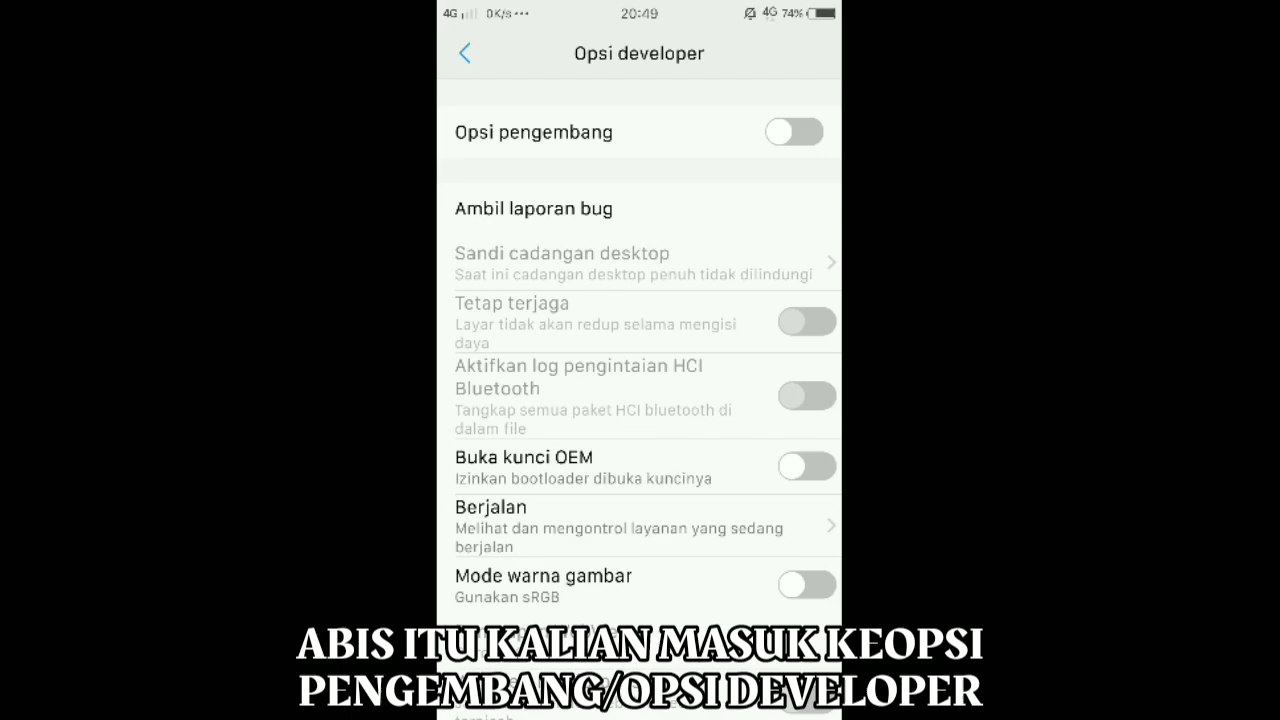 4G 0K/s ••• 20:49 4G 74%
Opsi developer
Opsi pengembang
Ambil laporan bug
Sandi cadangan desktop
Saat ini cadangan desktop penuh tidak dilindungi
Tetap terjaga
Layar tidak akan redup selama mengisi
daya
Aktifkan log pengintaian HCI
Bluetooth
Tangkap semua paket HCI bluetooth di
dalam file
Buka kunci OEM
Izinkan bootloader dibuka kuncinya
Berjalan
Melihat dan mengontrol layanan yang sedang
berjalan
Mode warna gambar
Gunakan sRGB
ABIS ITU KALIAN MASUK KEOPSI
PENGEMBANG/OPSI DEVELOPER